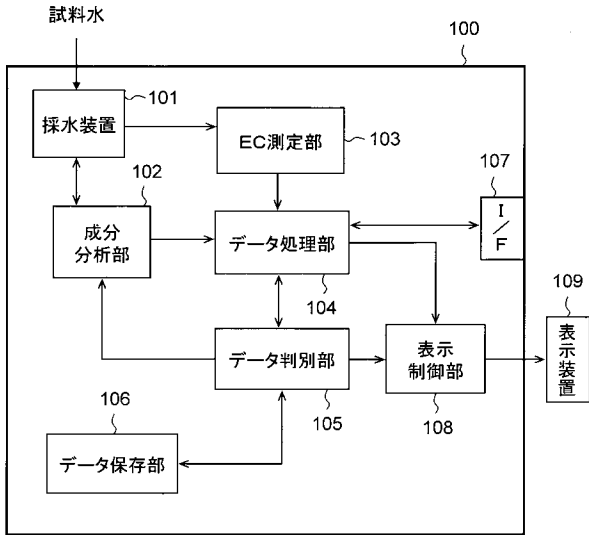 試料水
100
101
採水装置
EC測定部
103
102
107
成分
分析部
データ処理部
I
/
F
104
109
データ判別部
表示
制御部
表示装置
106
105
108
データ保存部